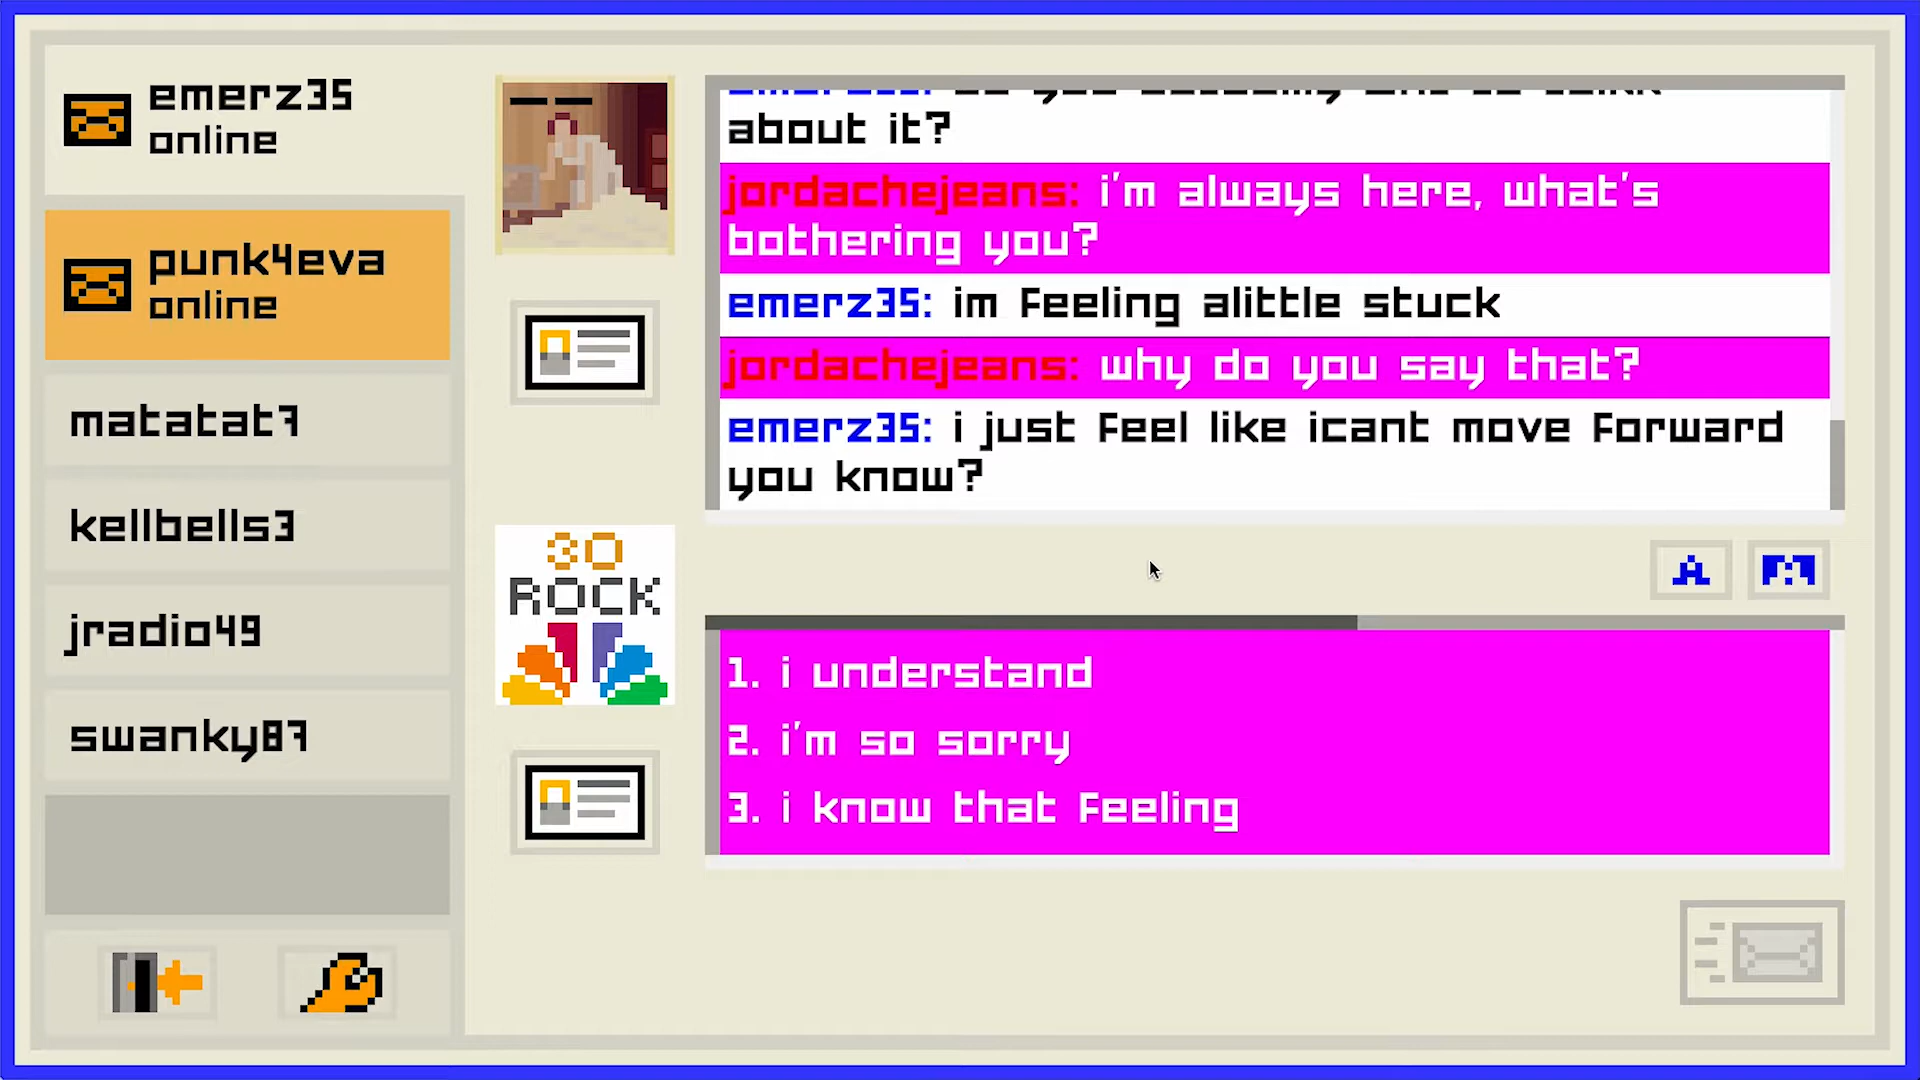 emerz35
online
punk4eva
online
matatat7
kellbells3
jradio49
swanky87
about it?
jordachejeans: i'm always here, what's
bothering you?
emerz35: im feeling alittle stuck
jordachejeans: why do you say that?
emerz35: i just feel like icant move forward
you know?
30
ROCK
A
1. i understand
2. i'm so sorry
3. i know that feeling